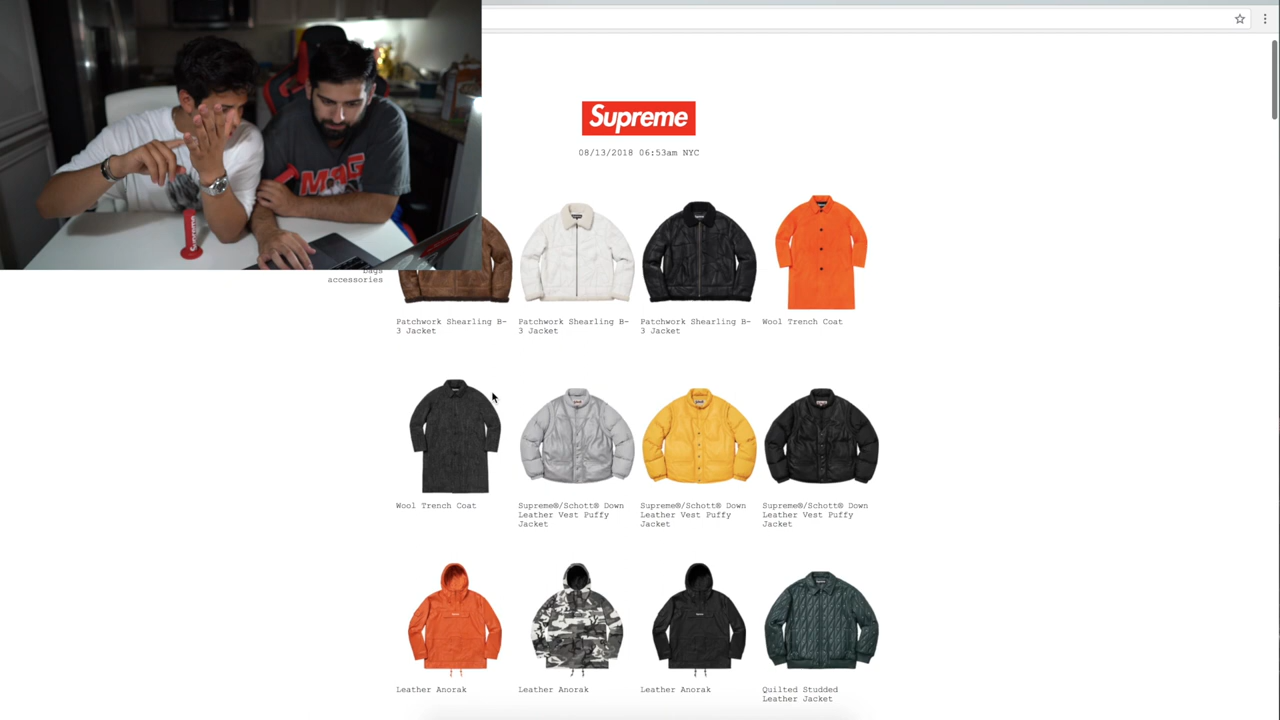 Supreme
08/13/2018 06:53am NYC
MAG
Supreme
bags
accessories
Patchwork Shearling B-
3 Jacket
Patchwork Shearling B-
3 Jacket
Patchwork Shearling B-
3 Jacket
Wool Trench Coat
Wool Trench Coat
Supreme®/Schott® Down
Leather Vest Puffy
Jacket
Supreme®/Schott® Down
Leather Vest Puffy
Jacket
Supreme®/Schott® Down
Leather Vest Puffy
Jacket
Leather Anorak
Leather Anorak
Leather Anorak
Quilted Studded
Leather Jacket